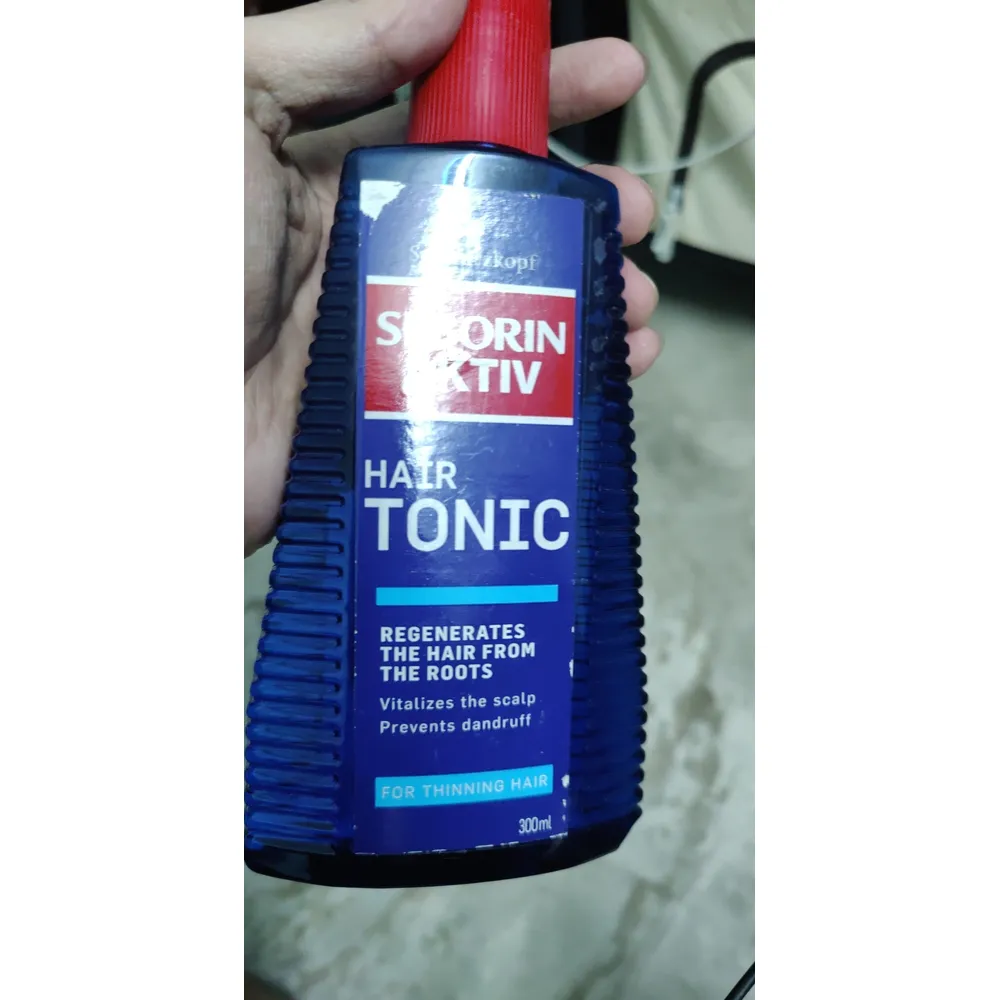 HAIR
TONIC
REGENERATES
THE HAIR FROM
THE ROOTS
Vitalizes the scalp
Prevents dandruff
FOR THINNING HAIR
300ml